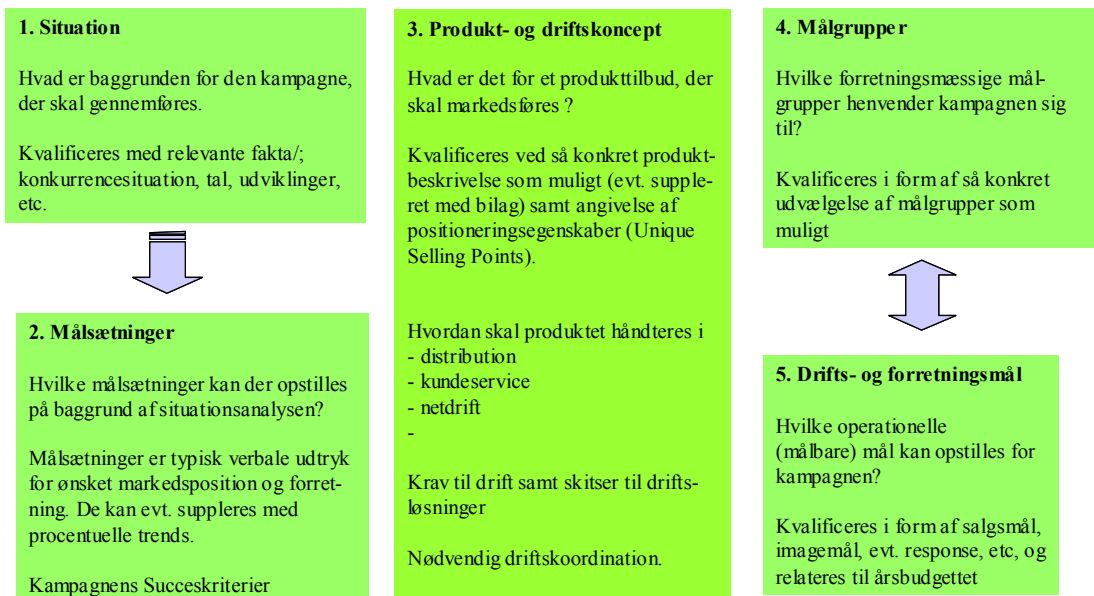 1. Situation
Hvad er baggrunden for den kampagne,
der skal gennemføres.
Kvalificeres med relevante fakta/;
konkurrencesituation, tal, udviklinger,
etc.
2. Målsætninger
Hvilke målsætninger kan der opstilles
på baggrund af situationsanalysen?
Målsætninger er typisk verbale udtryk
for ønsket markedsposition og forret-
ning. De kan evt. suppleres med
procentuelle trends.
Kampagnens Succeskriterier
3. Produkt- og driftskoncept
Hvad er det for et produkttilbud, der
skal markedsføres ?
Kvalificeres ved så konkret produkt-
beskrivelse som muligt (evt. supple-
ret med bilag) samt angivelse af
positioneringsegenskaber (Unique
Selling Points).
Hvordan skal produktet håndteres i
- distribution
- kundeservice
- netdrift
-
Krav til drift samt skitser til drifts-
løsninger
Nødvendig driftskoordination.
4. Målgrupper
Hvilke forretningsmæssige mål-
grupper henvender kampagnen sig
til?
Kvalificeres i form af så konkret
udvælgelse af målgrupper som
muligt
5. Drifts- og forretningsmål
Hvilke operationelle
(målbare) mål kan opstilles for
kampagnen?
Kvalificeres i form af salgsmål,
imagemål, evt. response, etc, og
relateres til årsbudgettet